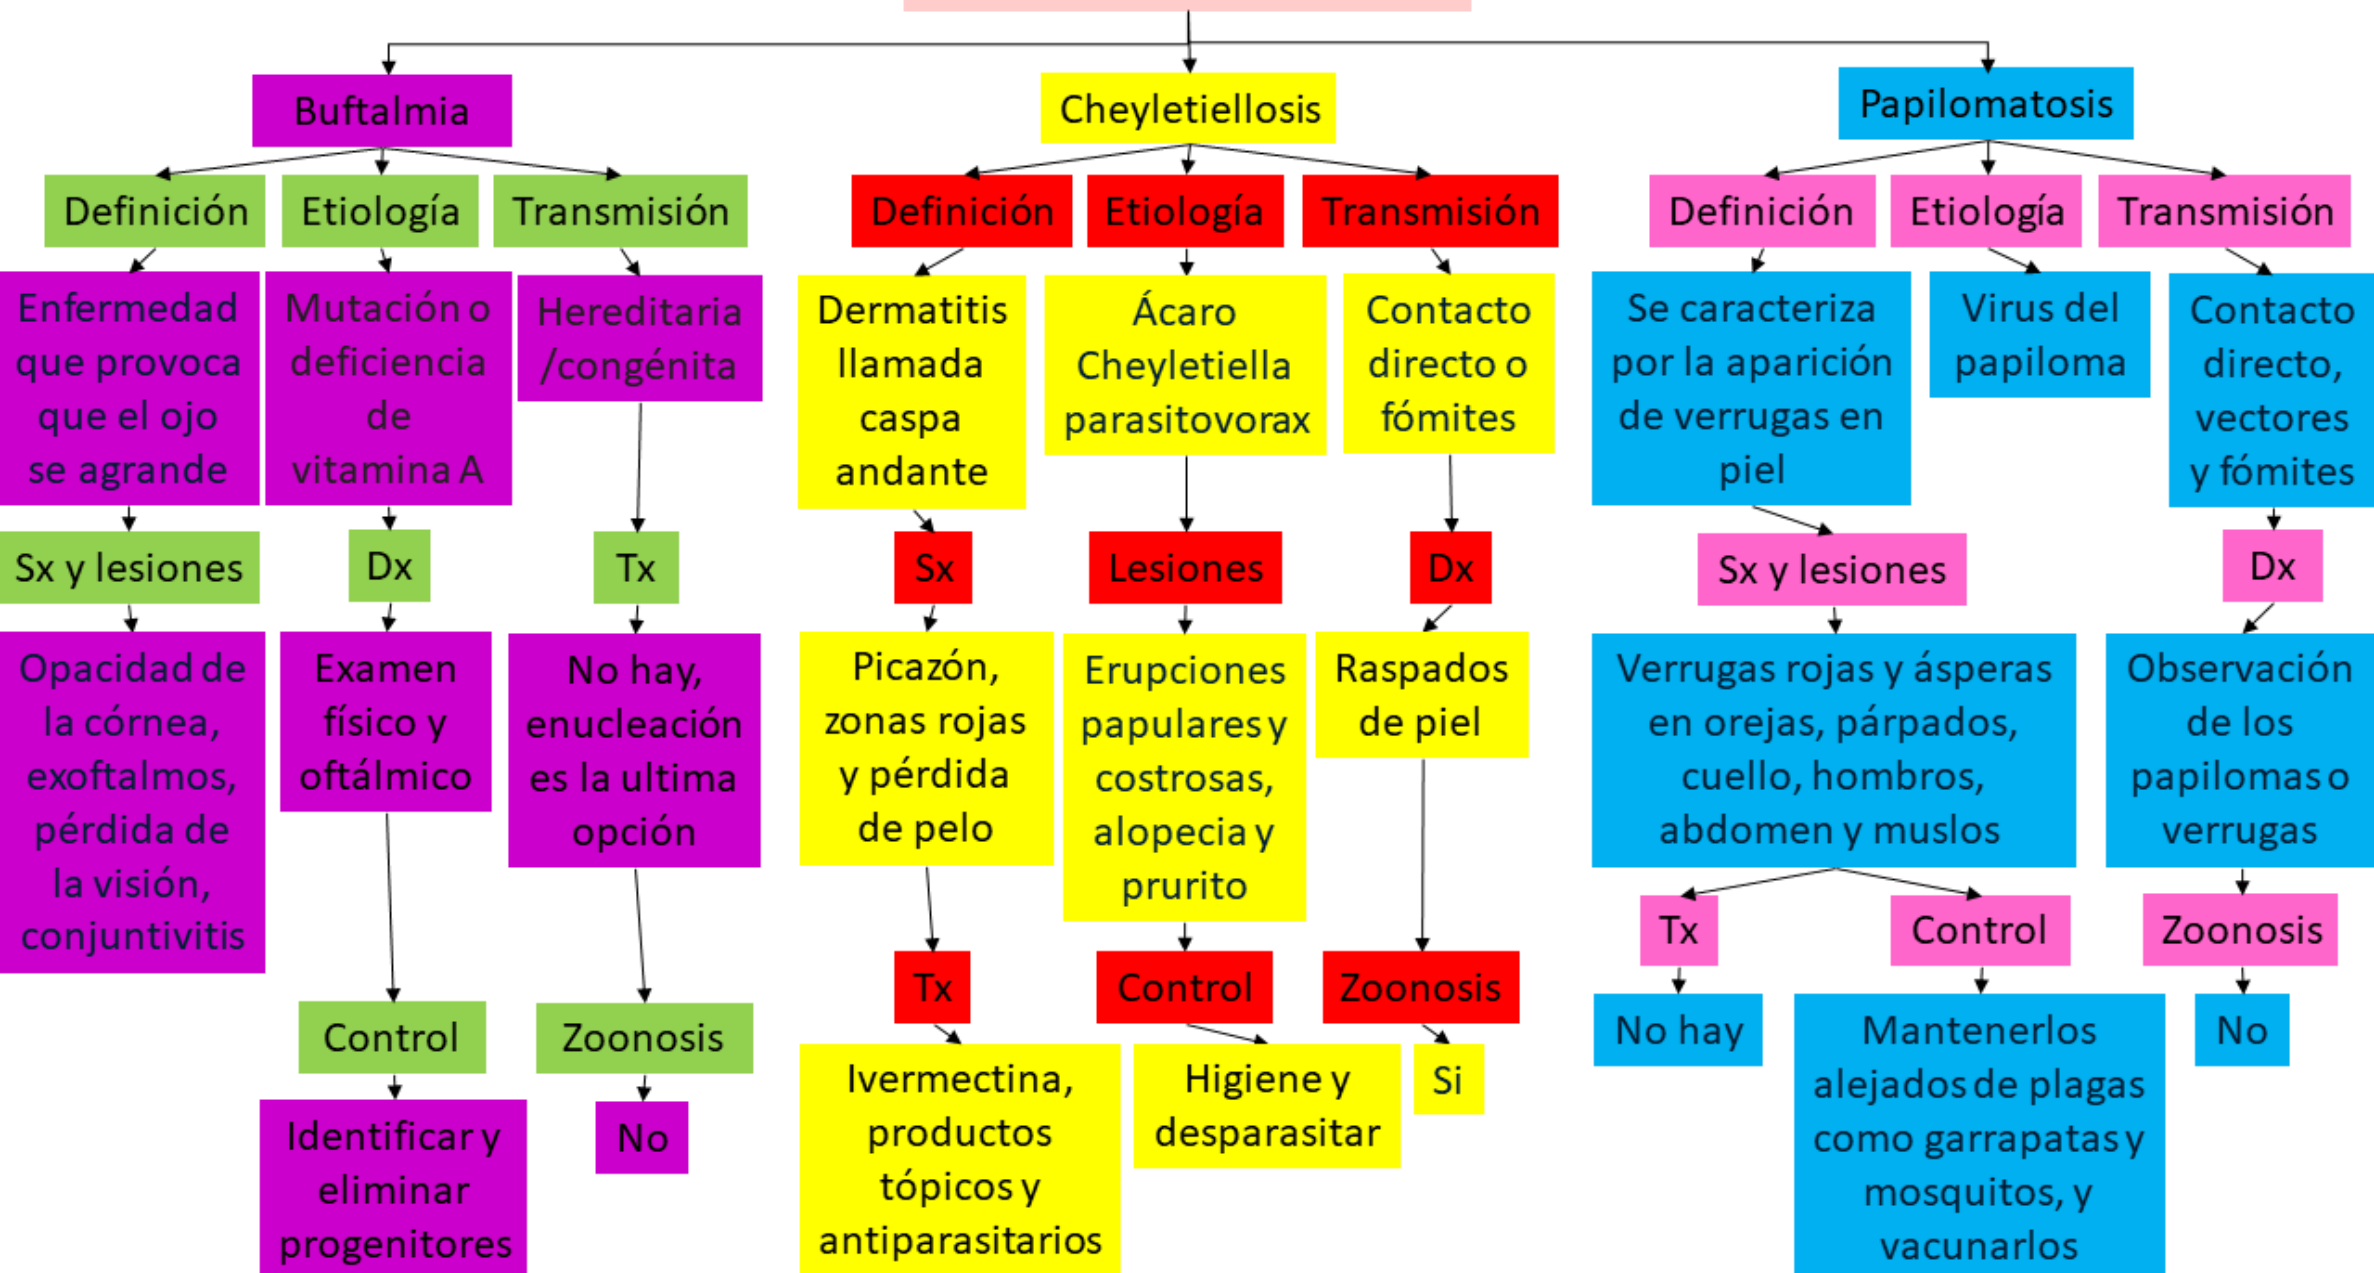 Buftalmia
Cheyletiellosis
Papilomatosis
Definición
Etiología
Transmisión
Definición
Etiología
Transmisión
Definición
Etiología
Transmisión
Enfermedad
que provoca
que el ojo
se agrande
Mutación o
deficiencia
de
vitamina A
Hereditaria
/congénita
Dermatitis
llamada
caspa
andante
Ácaro
Cheyletiella
parasitovorax
Contacto
directo o
fómites
Se caracteriza
por la aparición
de verrugas en
piel
Virus del
papiloma
Contacto
directo,
vectores
y fómites
Sx y lesiones
Dx
Tx
Sx
Lesiones
Dx
Sx y lesiones
Dx
Opacidad de
la córnea,
exoftalmos,
pérdida de
la visión,
conjuntivitis
Examen
físico y
oftálmico
No hay,
enucleación
es la ultima
opción
Picazón,
zonas rojas
y pérdida
de pelo
Erupciones
papulares y
costrosas,
alopecia y
prurito
Raspados
de piel
Verrugas rojas y ásperas
en orejas, párpados,
cuello, hombros,
abdomen y muslos
Observación
de los
papilomas o
verrugas
Control
Zoonosis
Tx
Control
Zoonosis
Tx
Control
Zoonosis
Identificar y
eliminar
progenitores
No
Ivermectina,
productos
tópicos y
antiparasitarios
Higiene y
desparasitar
Si
No hay
Mantenerlos
alejados de plagas
como garrapatas y
mosquitos, y
vacunarlos
No